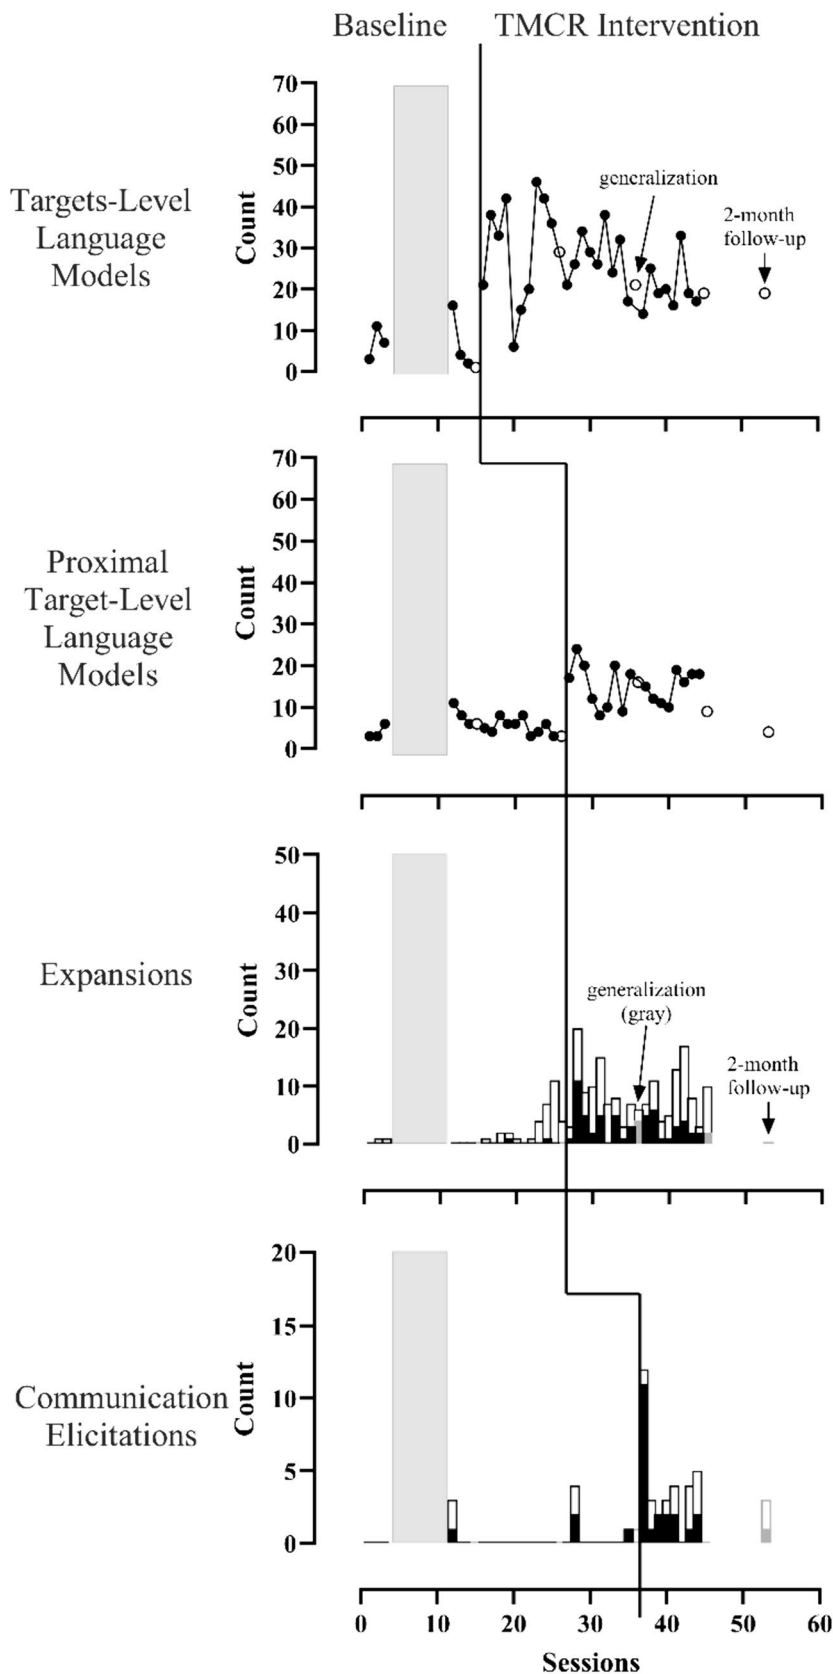 Baseline TMCR Intervention
Targets-Level
Language
Models
Count
70
60
50
40
30
20
10
0
generalization
2-month
follow-up
Proximal
Target-Level
Language
Models
Count
70
60
50
40
30
20
10
0
Expansions
Count
50
40
30
20
10
0
generalization
(gray)
2-month
follow-up
Communication
Elicitations
Count
20
15
10
5
0
0 10 20 30 40 50 60
Sessions